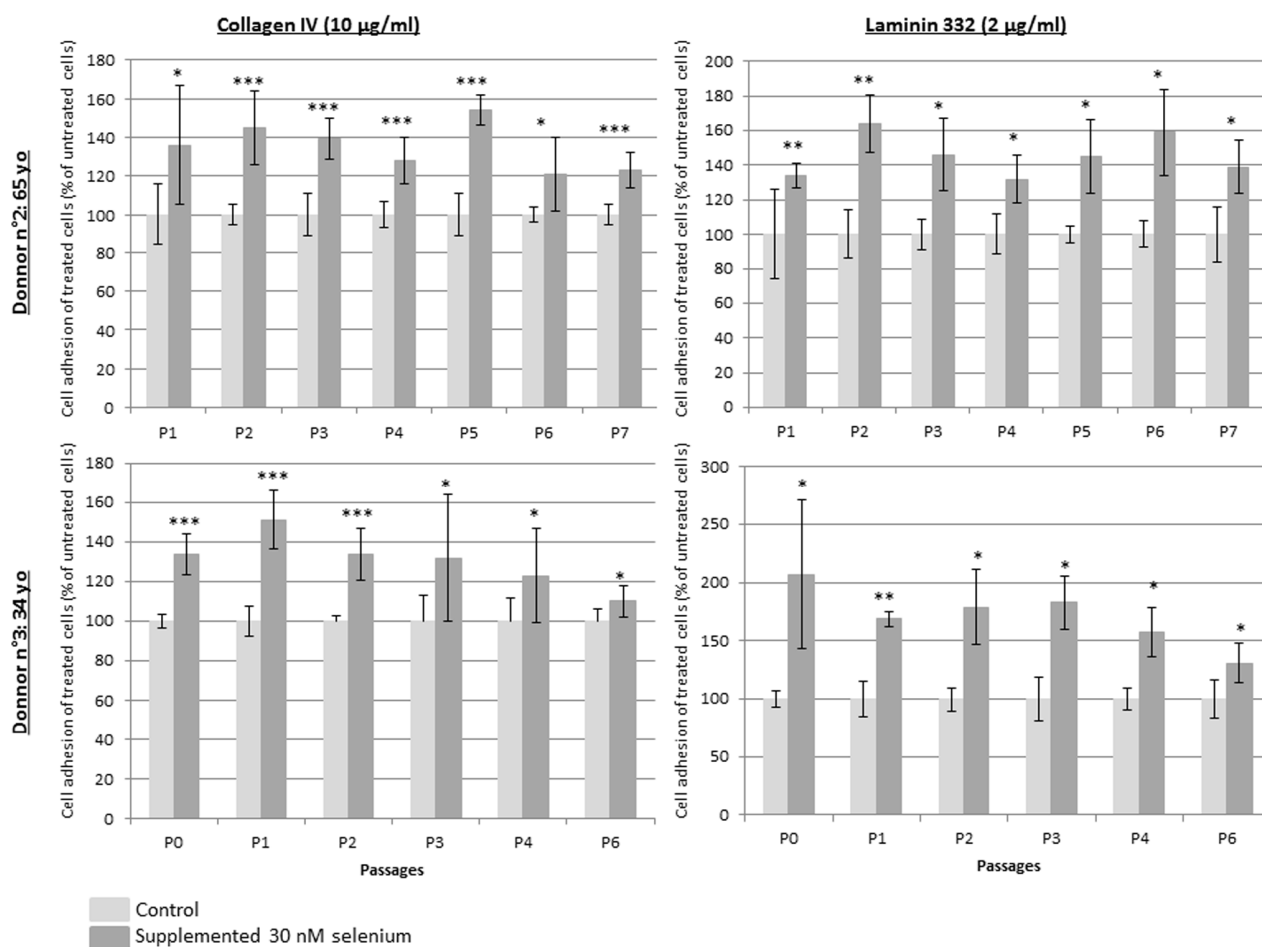 Collagen IV (10 µg/ml)
Laminin 332 (2 µg/ml)
Donnor n°2: 65 yo
Cell adhesion of treated cells (% of untreated cells)
180
160
140
120
100
80
60
40
20
0
* *** *** *** *** * ***
P1 P2 P3 P4 P5 P6 P7
Cell adhesion of treated cells (% of untreated cells)
200
180
160
140
120
100
80
60
40
20
0
** ** * * * * *
P1 P2 P3 P4 P5 P6 P7
Donnor n°3: 34 yo
Cell adhesion of treated cells (% of untreated cells)
180
160
140
120
100
80
60
40
20
0
*** *** *** * * *
P0 P1 P2 P3 P4 P6
Passages
Cell adhesion of treated cells (% of untreated cells)
300
250
200
150
100
50
0
* ** * * * *
P0 P1 P2 P3 P4 P6
Passages
Control
Supplemented 30 nM selenium